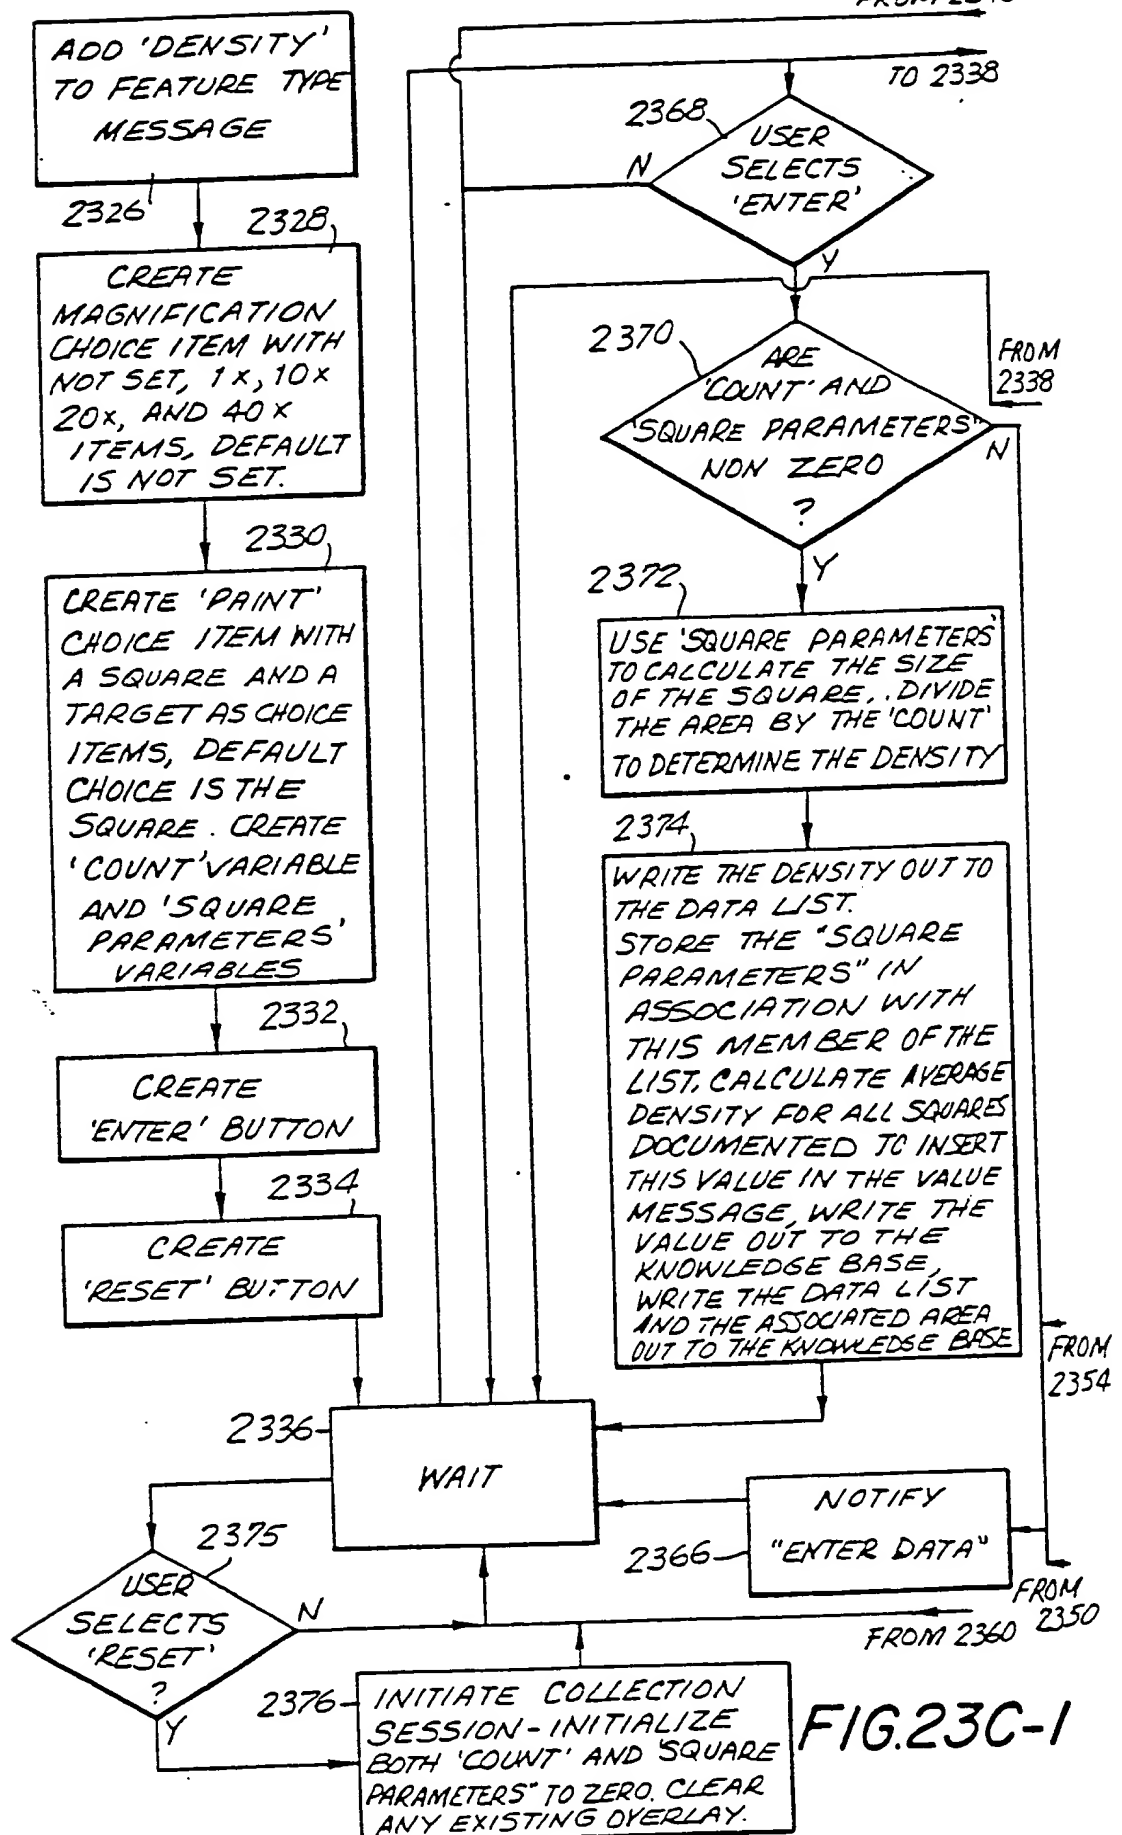 ADD 'DENSITY'
TO FEATURE TYPE
MESSAGE
2326
2328
CREATE
MAGNIFICATION
CHOICE ITEM WITH
NOT SET, 1x, 10x
20x, AND 40x
ITEMS, DEFAULT
IS NOT SET.
2330
CREATE 'PAINT'
CHOICE ITEM WITH
A SQUARE AND A
TARGET AS CHOICE
ITEMS, DEFAULT
CHOICE IS THE
SQUARE. CREATE
'COUNT' VARIABLE
AND 'SQUARE
PARAMETERS'
VARIABLES
2332
CREATE
'ENTER' BUTTON
2334
CREATE
'RESET' BUTTON
2336
WAIT
2375
USER
SELECTS
'RESET'
?
N
Y
2376
INITIATE COLLECTION
SESSION-INITIALIZE
BOTH 'COUNT' AND 'SQUARE
PARAMETERS" TO ZERO. CLEAR
ANY EXISTING OVERLAY.
TO 2338
2368
USER
SELECTS
'ENTER'
N
Y
2370
ARE
'COUNT' AND
"SQUARE PARAMETERS"
NON ZERO
?
N
Y
FROM
2338
2372
USE 'SQUARE PARAMETERS'
TO CALCULATE THE SIZE
OF THE SQUARE.. DIVIDE
THE AREA BY THE 'COUNT'
TO DETERMINE THE DENSITY
2374
WRITE THE DENSITY OUT TO
THE DATA LIST.
STORE THE "SQUARE
PARAMETERS" IN
ASSOCIATION WITH
THIS MEMBER OF THE
LIST. CALCULATE AVERAGE
DENSITY FOR ALL SQUARES
DOCUMENTED TO INSERT
THIS VALUE IN THE VALUE
MESSAGE, WRITE THE
VALUE OUT TO THE
KNOWLEDGE BASE,
WRITE THE DATA LIST
AND THE ASSOCIATED AREA
OUT TO THE KNOWLEDGE BASE
FROM
2354
NOTIFY
"ENTER DATA"
2366
FROM
2350
FROM 2360
FIG.23C-1